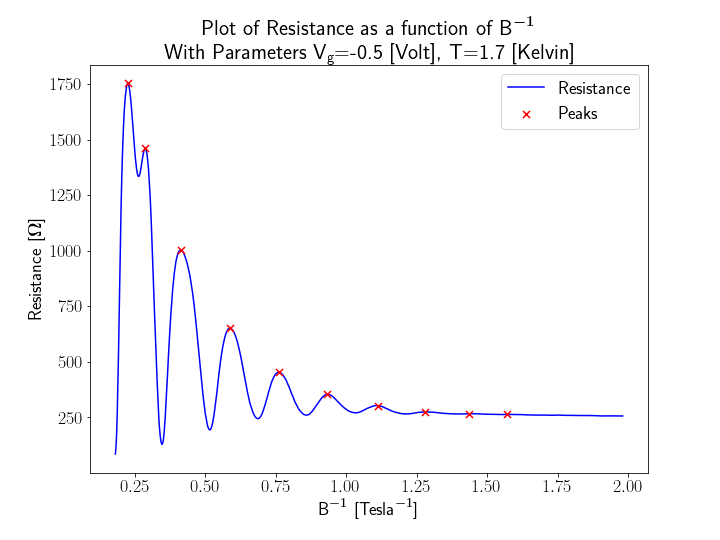 Plot of Resistance as a function of B⁻¹
With Parameters V_g=-0.5 [Volt], T=1.7 [Kelvin]
Resistance
Peaks
1750
1500
1250
1000
750
500
250
Resistance [Ω]
0.25 0.50 0.75 1.00 1.25 1.50 1.75 2.00
B⁻¹ [Tesla⁻¹]